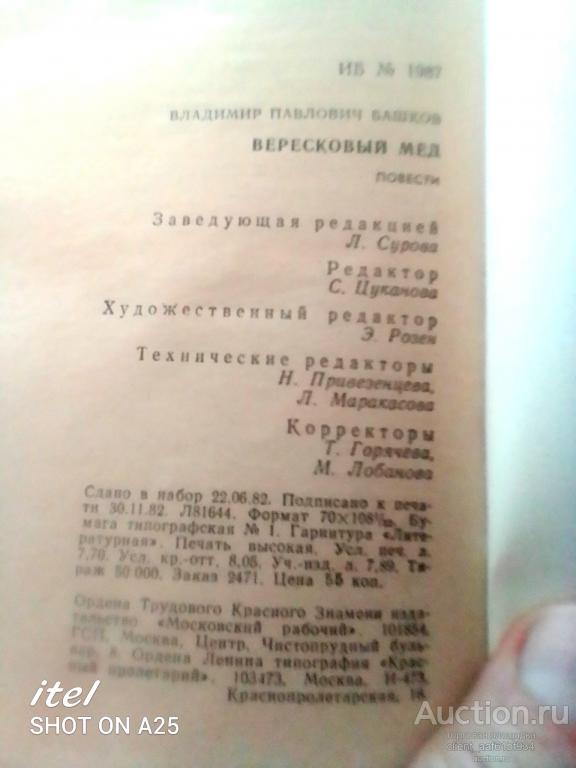 ИБ № 1987
ВЛАДИМИР ПАВЛОВИЧ БАШКОВ
ВЕРЕСКОВЫЙ МЕД
ПОВЕСТИ
Заведующая редакцией
Л. Сурова
Редактор
С. Цуканова
Художественный редактор
Э. Розен
Технические редакторы
Н. Привезенцева,
Л. Маракасова
Корректоры
Т. Горячева,
М. Лобанова
Сдано в набор 22.06.82. Подписано к печа-
ти 30.11.82. Л81644. Формат 70×108¹/₃₂. Бу-
мага типографская № 1. Гарнитура «Лите-
ратурная». Печать высокая. Усл. печ. л.
7,70. Усл. кр.-отт. 8,05. Уч.-изд. л. 7,89. Ти-
раж 50 000. Заказ 2471. Цена 55 коп.
Ордена Трудового Красного Знамени изда-
тельство «Московский рабочий». 101854,
ГСП, Москва, Центр, Чистопрудный буль-
вар, 8. Ордена Ленина типография «Крас-
ный пролетарий». 103473, Москва, И-473,
Краснопролетарская, 16.
itel
SHOT ON A25
Auction.ru
торговая площадка
client_aaf613f934
auction.ru